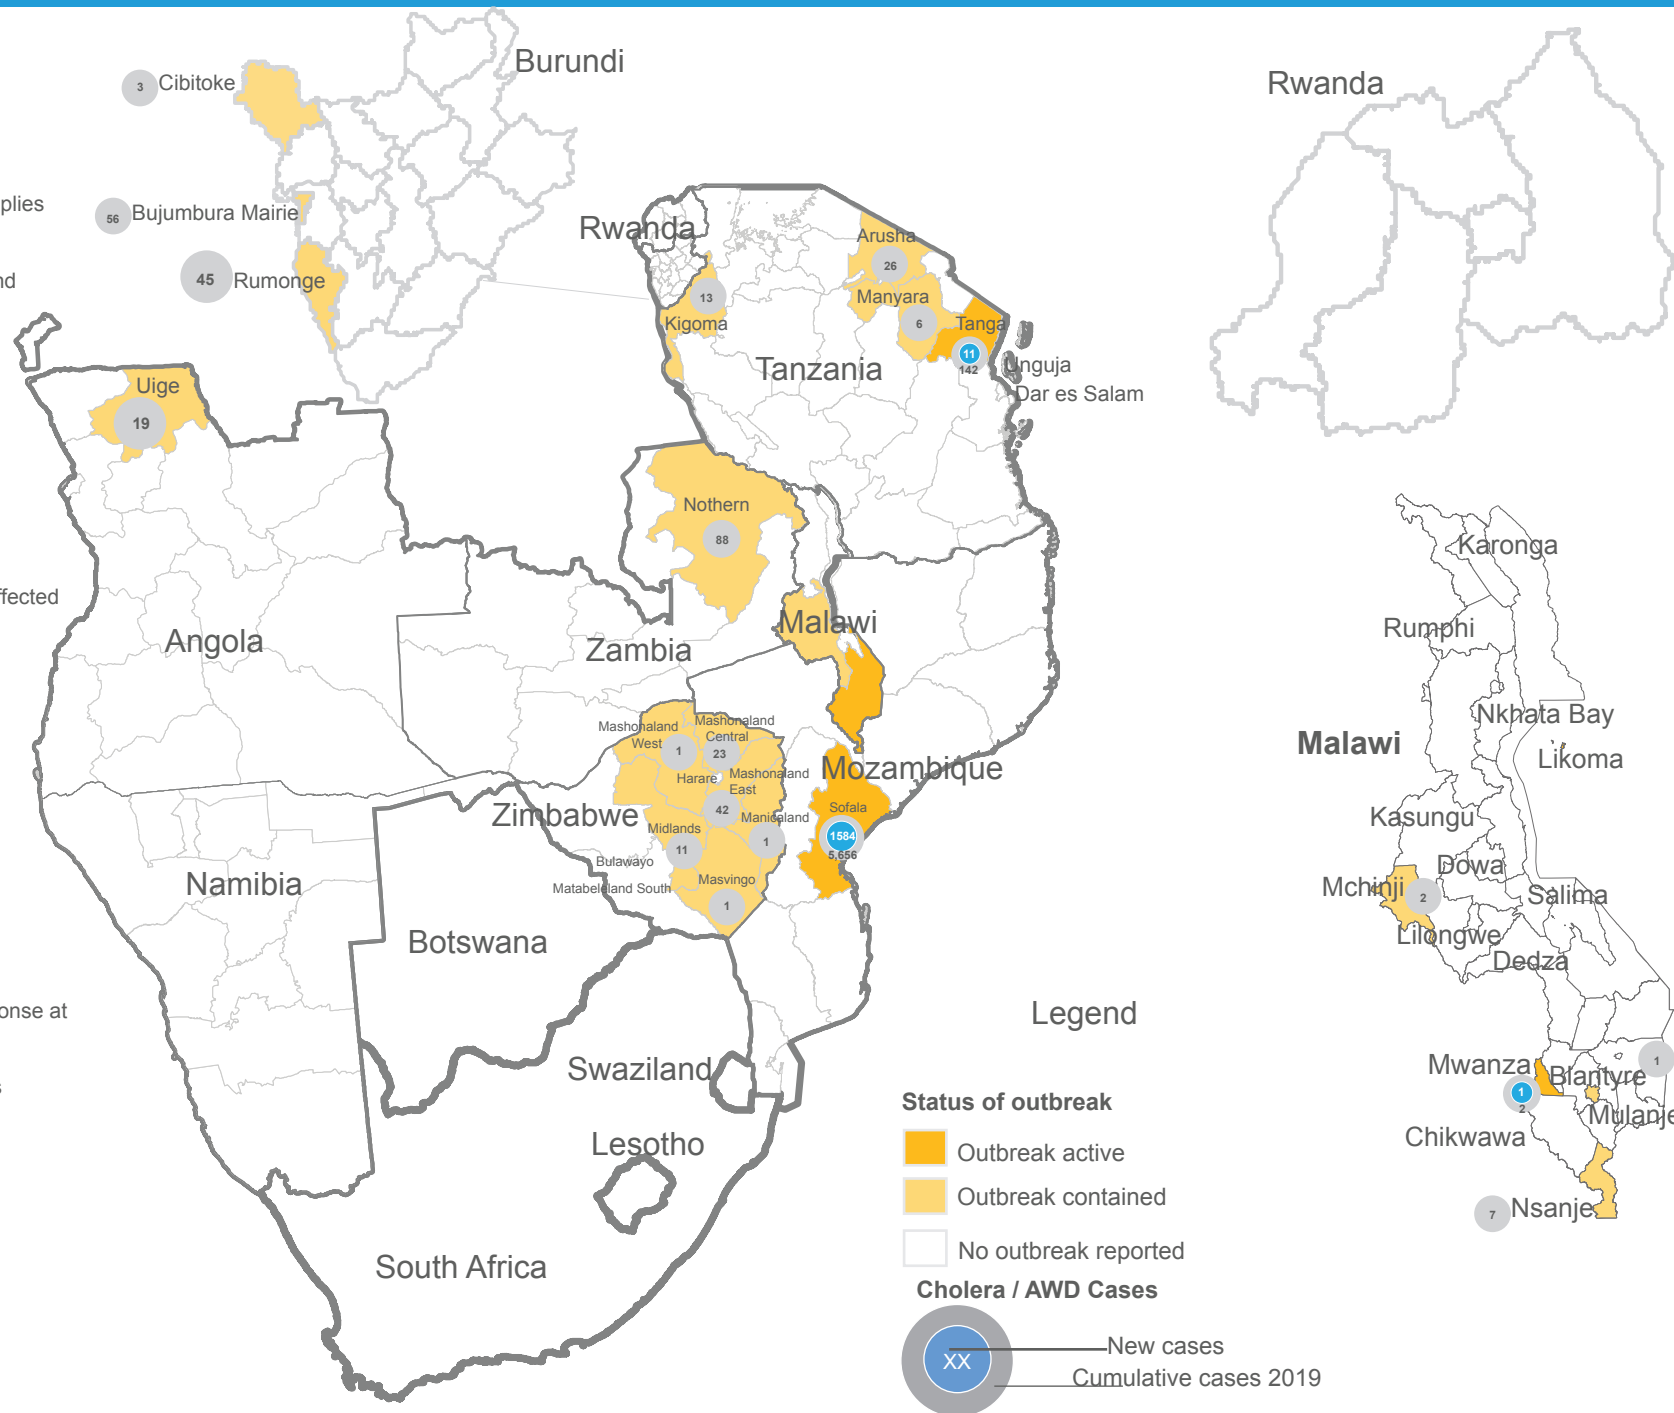 Burundi
3 Cibitoke
56 Bujumbura Mairie
45 Rumonge
plies
nd
ffected
onse at
s
Rwanda
Rwanda
Arusha
26
Manyara
6
Tanga
11
142
13
Kigoma
Tanzania
Unguja
Dar es Salam
Uige
19
Nothern
88
Angola
Zambia
Malawi
Mashonaland
West
1
Mashonaland
Central
23
Harare
Mashonaland
East
42
Manicaland
1
Zimbabwe
Midlands
11
Bulawayo
Matabeleland South
Masvingo
1
Mozambique
Sofala
1584
5,656
Namibia
Botswana
Swaziland
Lesotho
South Africa
Karonga
Rumphi
Nkhata Bay
Malawi
Likoma
Kasungu
Dowa
Mchinji
2
Salima
Lilongwe
Dedza
Mwanza
1
2
Blantyre
1
Mulanje
Chikwawa
7 Nsanje
Legend
Status of outbreak
Outbreak active
Outbreak contained
No outbreak reported
Cholera / AWD Cases
XX
New cases
Cumulative cases 2019